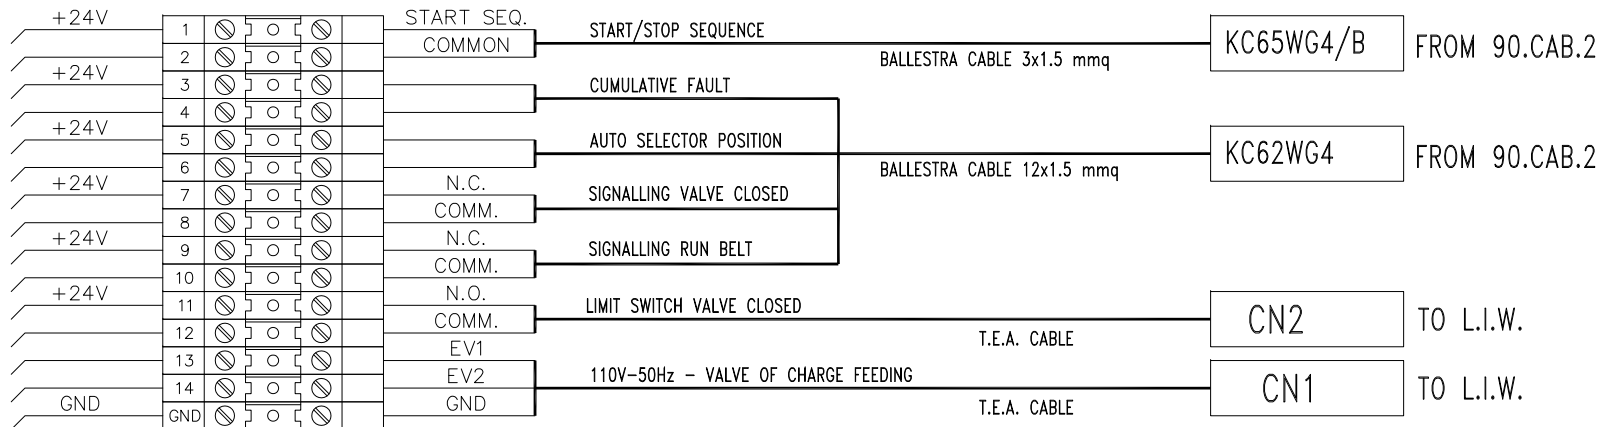 +24V 1 START SEQ. START/STOP SEQUENCE KC65WG4/B FROM 90.CAB.2
2 COMMON BALLESTRA CABLE 3x1.5 mmq
+24V 3 CUMULATIVE FAULT
4
+24V 5 AUTO SELECTOR POSITION KC62WG4 FROM 90.CAB.2
6 BALLESTRA CABLE 12x1.5 mmq
+24V 7 N.C. SIGNALLING VALVE CLOSED
8 COMM.
+24V 9 N.C. SIGNALLING RUN BELT
10 COMM.
+24V 11 N.O. LIMIT SWITCH VALVE CLOSED CN2 TO L.I.W.
12 COMM. T.E.A. CABLE
13 EV1
14 EV2 110V-50Hz - VALVE OF CHARGE FEEDING CN1 TO L.I.W.
GND GND GND T.E.A. CABLE